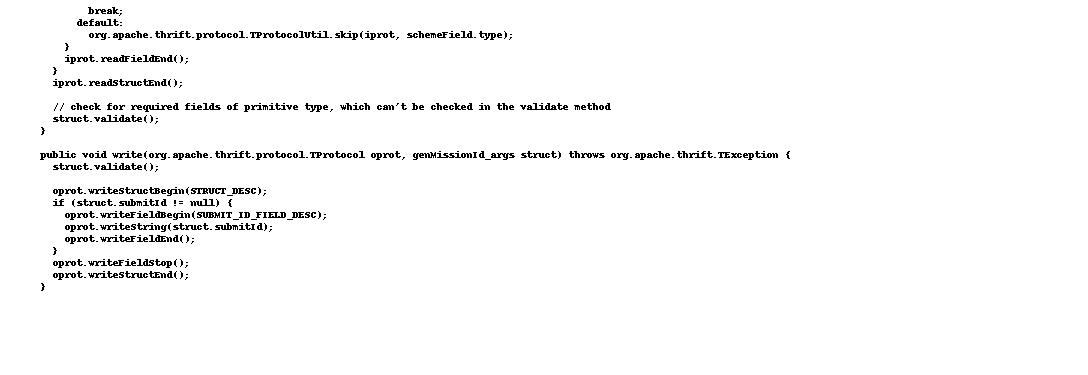 break;
default:
org.apache.thrift.protocol.TProtocolUtil.skip(iprot, schemeField.type);
}
iprot.readFieldEnd();
}
iprot.readStructEnd();
// check for required fields of primitive type, which can't be checked in the validate method
struct.validate();
}
public void write(org.apache.thrift.protocol.TProtocol oprot, genMissionId_args struct) throws org.apache.thrift.TException {
struct.validate();
oprot.writeStructBegin(STRUCT_DESC);
if (struct.submitId != null) {
oprot.writeFieldBegin(SUBMIT_ID_FIELD_DESC);
oprot.writeString(struct.submitId);
oprot.writeFieldEnd();
}
oprot.writeFieldStop();
oprot.writeStructEnd();
}